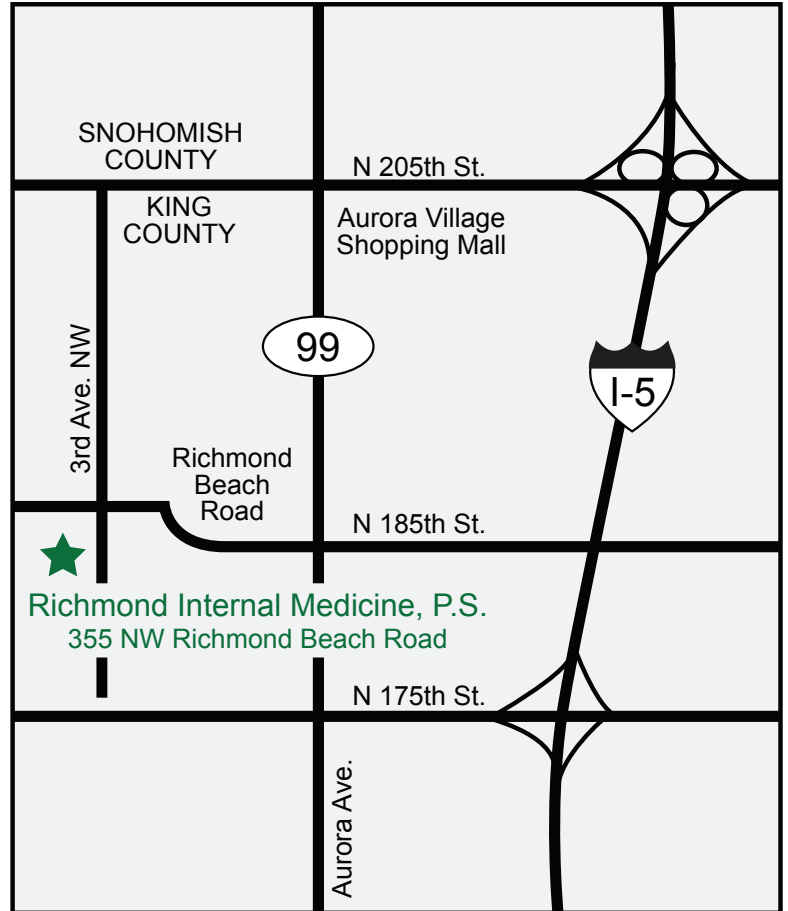 SNOHOMISH
COUNTY
N 205th St.
KING
COUNTY
Aurora Village
Shopping Mall
3rd Ave. NW
99
I-5
Richmond
Beach
Road
N 185th St.
Richmond Internal Medicine, P.S.
355 NW Richmond Beach Road
N 175th St.
Aurora Ave.